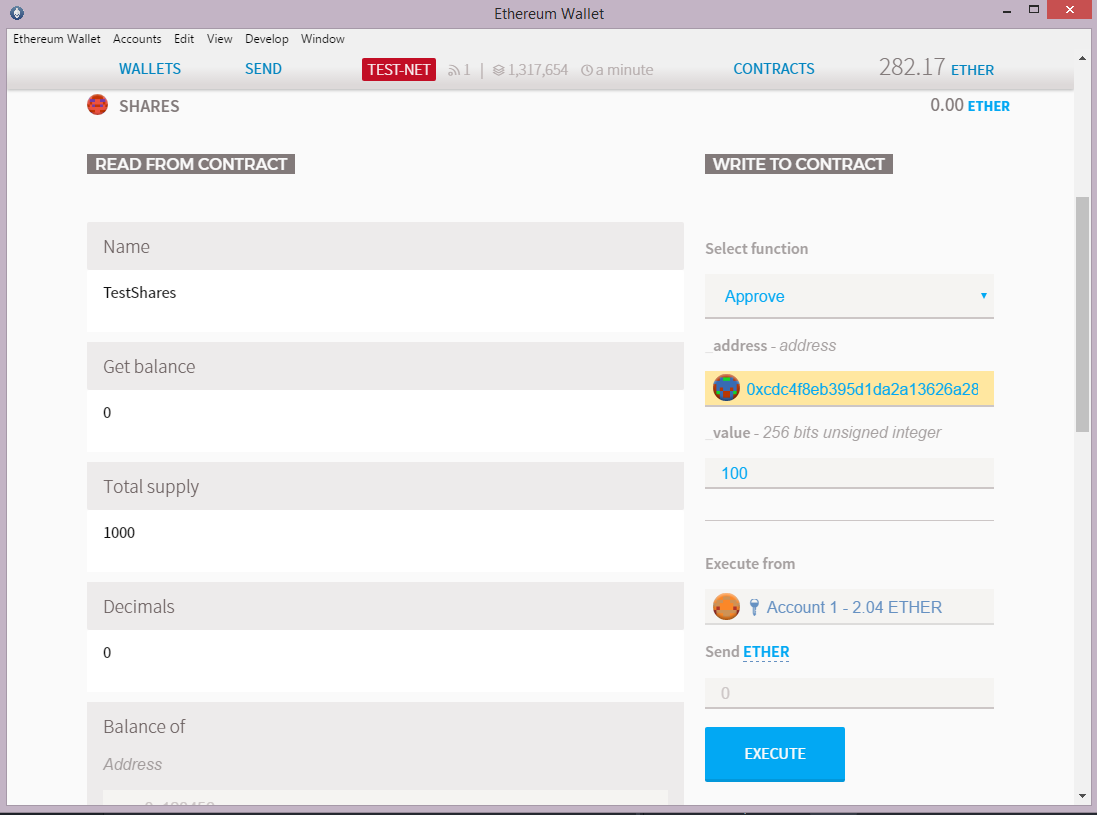 Ethereum Wallet
Ethereum Wallet Accounts Edit View Develop Window
WALLETS SEND TEST-NET 1 | 1,317,654 a minute CONTRACTS 282.17 ETHER
SHARES 0.00 ETHER
READ FROM CONTRACT
Name
TestShares
Get balance
0
Total supply
1000
Decimals
0
Balance of
Address
WRITE TO CONTRACT
Select function
Approve
_address - address
0xcdc4f8eb395d1da2a13626a28
_value - 256 bits unsigned integer
100
Execute from
Account 1 - 2.04 ETHER
Send ETHER
0
EXECUTE